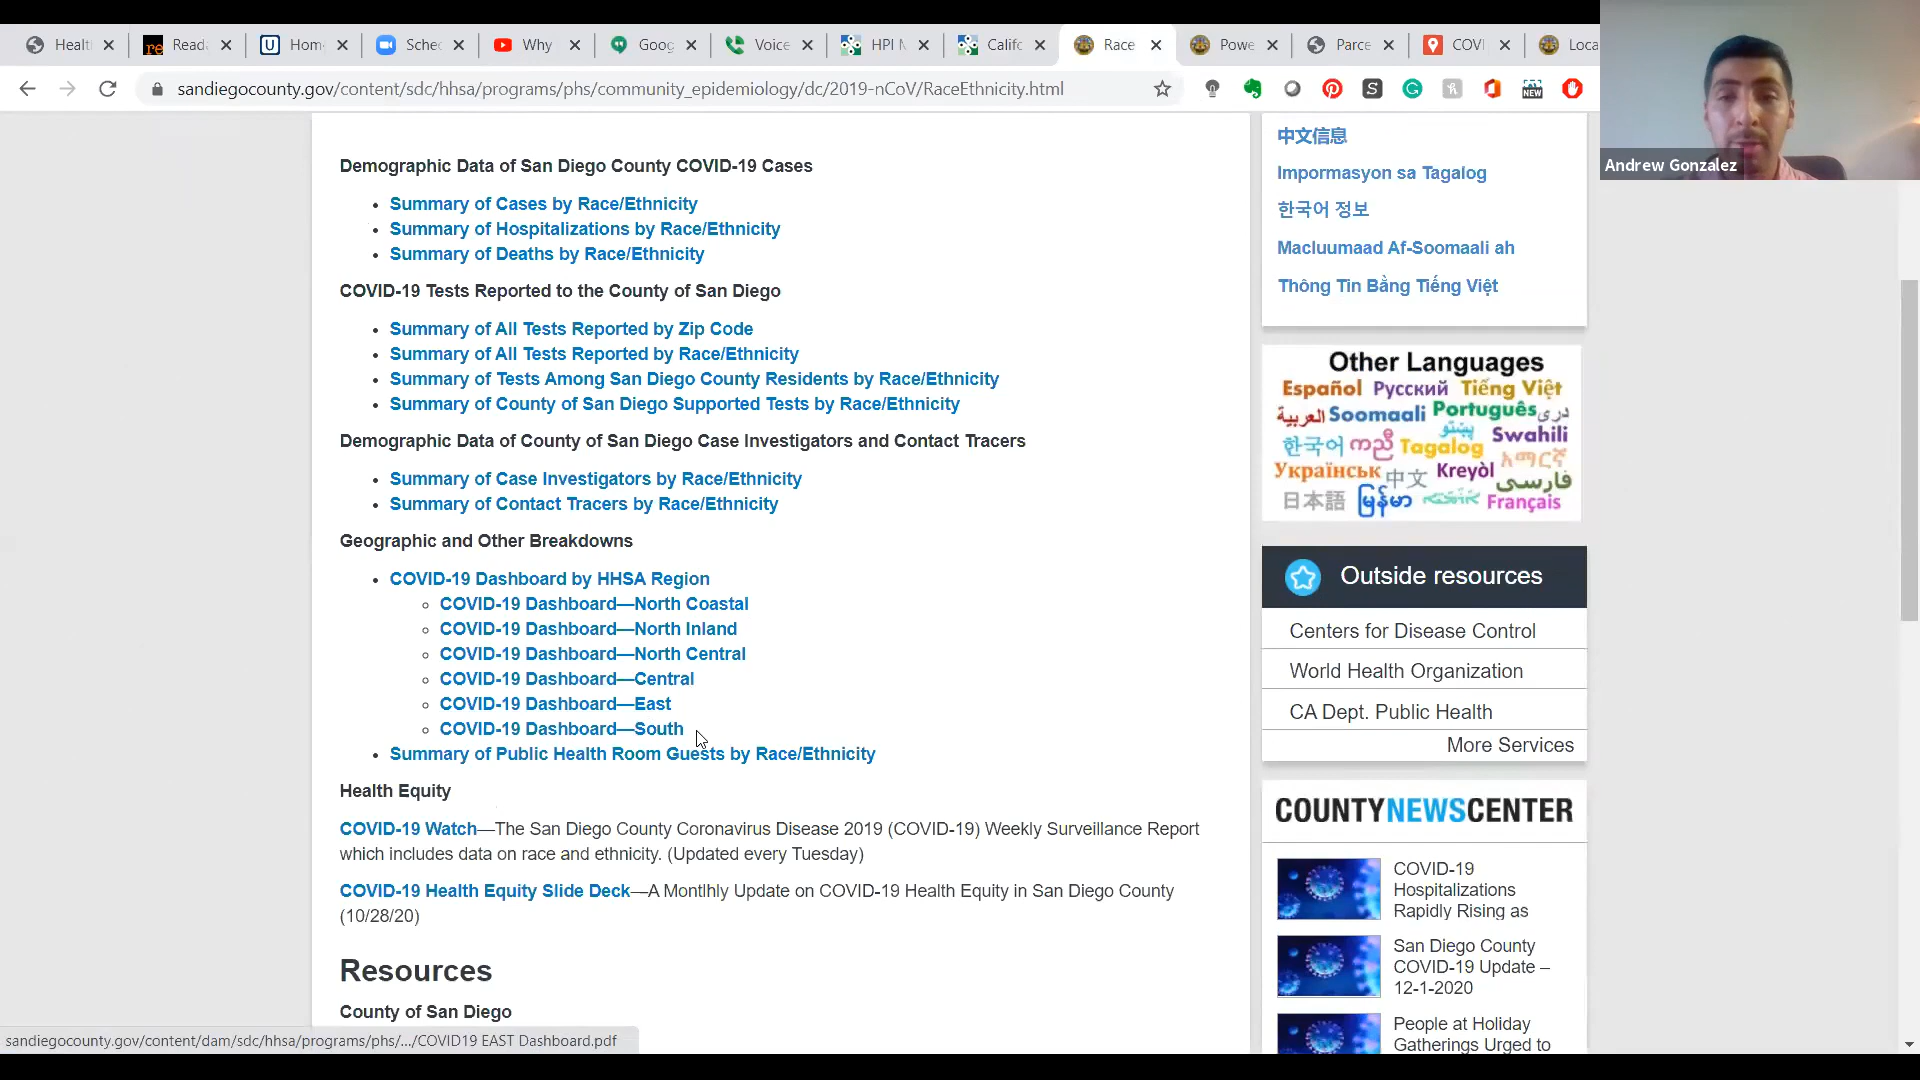 Healt
Read
Hom
Sche
Why
Goog
Voice
HPI
Calif
Race
Powe
Parce
COVI
Loca
sandiegocounty.gov/content/sdc/hhsa/programs/phs/community_epidemiology/dc/2019-nCoV/RaceEthnicity.html
NEW
Andrew Gonzalez
Demographic Data of San Diego County COVID-19 Cases
Summary of Cases by Race/Ethnicity
Summary of Hospitalizations by Race/Ethnicity
Summary of Deaths by Race/Ethnicity
COVID-19 Tests Reported to the County of San Diego
Summary of All Tests Reported by Zip Code
Summary of All Tests Reported by Race/Ethnicity
Summary of Tests Among San Diego County Residents by Race/Ethnicity
Summary of County of San Diego Supported Tests by Race/Ethnicity
Demographic Data of County of San Diego Case Investigators and Contact Tracers
Summary of Case Investigators by Race/Ethnicity
Summary of Contact Tracers by Race/Ethnicity
Geographic and Other Breakdowns
COVID-19 Dashboard by HHSA Region
COVID-19 Dashboard—North Coastal
COVID-19 Dashboard—North Inland
COVID-19 Dashboard—North Central
COVID-19 Dashboard—Central
COVID-19 Dashboard—East
COVID-19 Dashboard—South
Summary of Public Health Room Guests by Race/Ethnicity
Health Equity
COVID-19 Watch—The San Diego County Coronavirus Disease 2019 (COVID-19) Weekly Surveillance Report
which includes data on race and ethnicity. (Updated every Tuesday)
COVID-19 Health Equity Slide Deck—A Montlhly Update on COVID-19 Health Equity in San Diego County
(10/28/20)
Resources
County of San Diego
sandiegocounty.gov/content/dam/sdc/hhsa/programs/phs/.../COVID19 EAST Dashboard.pdf
中文信息
Impormasyon sa Tagalog
한국어 정보
Macluumaad Af-Soomaali ah
Thông Tin Bằng Tiếng Việt
Other Languages
Español Русский Tiếng Việt
العربية Soomaali Português دری
한국어 ကညီ پښتو Tagalog Swahili አማርኛ
Українськ 中文 Kreyòl فارسی
日本語 မြန်မာ Français
Outside resources
Centers for Disease Control
World Health Organization
CA Dept. Public Health
More Services
COUNTYNEWSCENTER
COVID-19
Hospitalizations
Rapidly Rising as
San Diego County
COVID-19 Update –
12-1-2020
People at Holiday
Gatherings Urged to